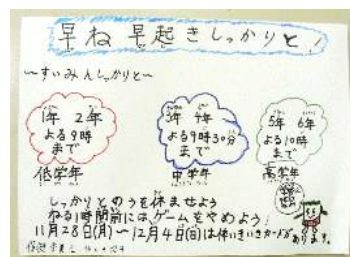 早ね 早起きしっかりと!
～すいみんしっかりと～
1年 2年
よる9時
まで
低学年
3年 4年
よる9時30分
まで
中学年
5年 6年
よる10時
まで
高学年
しっかりとのうを休ませよう
ねる1時間前には、ゲームをやめよう!
11月28日(月)～12月4日(日)は
あります。